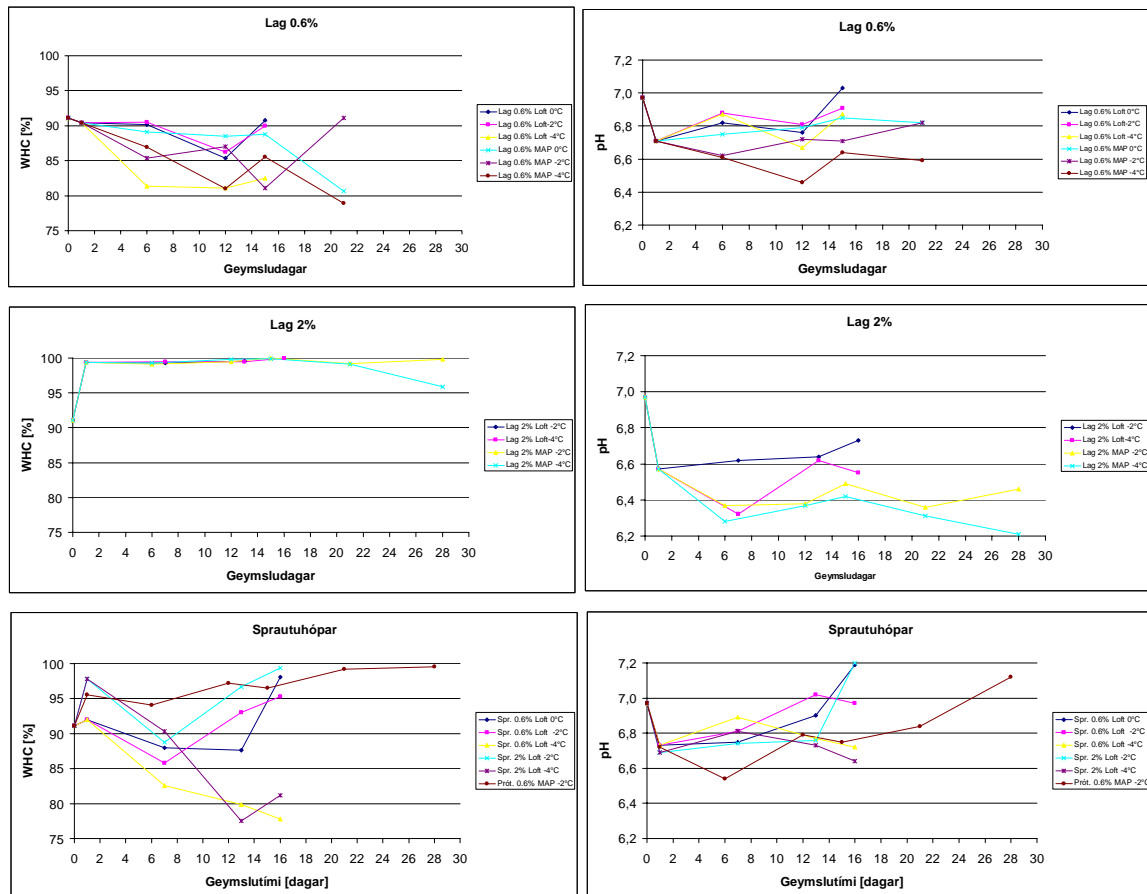 Lag 0.6%
WHC [%]
100
95
90
85
80
75
0 2 4 6 8 10 12 14 16 18 20 22 24 26 28 30
Geymsludagar
Lag 0.6% Loft 0°C
Lag 0.6% Loft-2°C
Lag 0.6% Loft -4°C
Lag 0.6% MAP 0°C
Lag 0.6% MAP -2°C
Lag 0.6% MAP -4°C
Lag 0.6%
pH
7,2
7,0
6,8
6,6
6,4
6,2
0 2 4 6 8 10 12 14 16 18 20 22 24 26 28 30
Geymsludagar
Lag 0.6% Loft 0°C
Lag 0.6% Loft-2°C
Lag 0.6% Loft -4°C
Lag 0.6% MAP 0°C
Lag 0.6% MAP -2°C
Lag 0.6% MAP -4°C
Lag 2%
WHC [%]
100
95
90
85
80
75
0 2 4 6 8 10 12 14 16 18 20 22 24 26 28 30
Geymsludagar
Lag 2% Loft -2°C
Lag 2% Loft-4°C
Lag 2% MAP -2°C
Lag 2% MAP -4°C
Lag 2%
pH
7,2
7,0
6,8
6,6
6,4
6,2
0 2 4 6 8 10 12 14 16 18 20 22 24 26 28 30
Geymsludagar
Lag 2% Loft -2°C
Lag 2% Loft-4°C
Lag 2% MAP -2°C
Lag 2% MAP -4°C
Sprautuhópar
WHC [%]
100
95
90
85
80
75
0 2 4 6 8 10 12 14 16 18 20 22 24 26 28 30
Geymslutími [dagar]
Spr. 0.6% Loft 0°C
Spr. 0.6% Loft -2°C
Spr. 0.6% Loft -4°C
Spr. 2% Loft -2°C
Spr. 2% Loft -4°C
Prót. 0.6% MAP -2°C
Sprautuhópar
pH
7,2
7,0
6,8
6,6
6,4
6,2
0 2 4 6 8 10 12 14 16 18 20 22 24 26 28 30
Geymslutími [dagar]
Spr. 0.6% Loft 0°C
Spr. 0.6% Loft -2°C
Spr. 0.6% Loft -4°C
Spr. 2% Loft -2°C
Spr. 2% Loft -4°C
Prót. 0.6% MAP -2°C